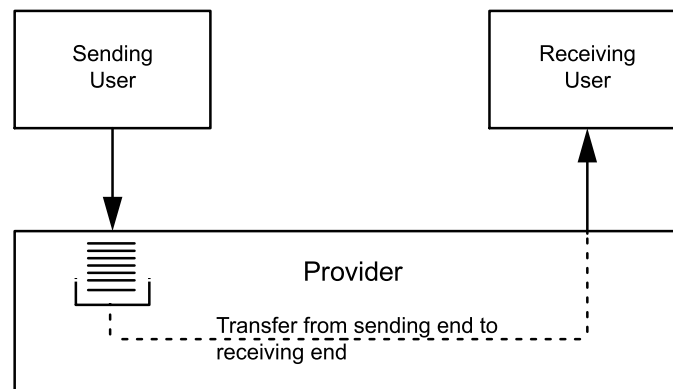 Sending
User
Receiving
User
Provider
Transfer from sending end to
receiving end